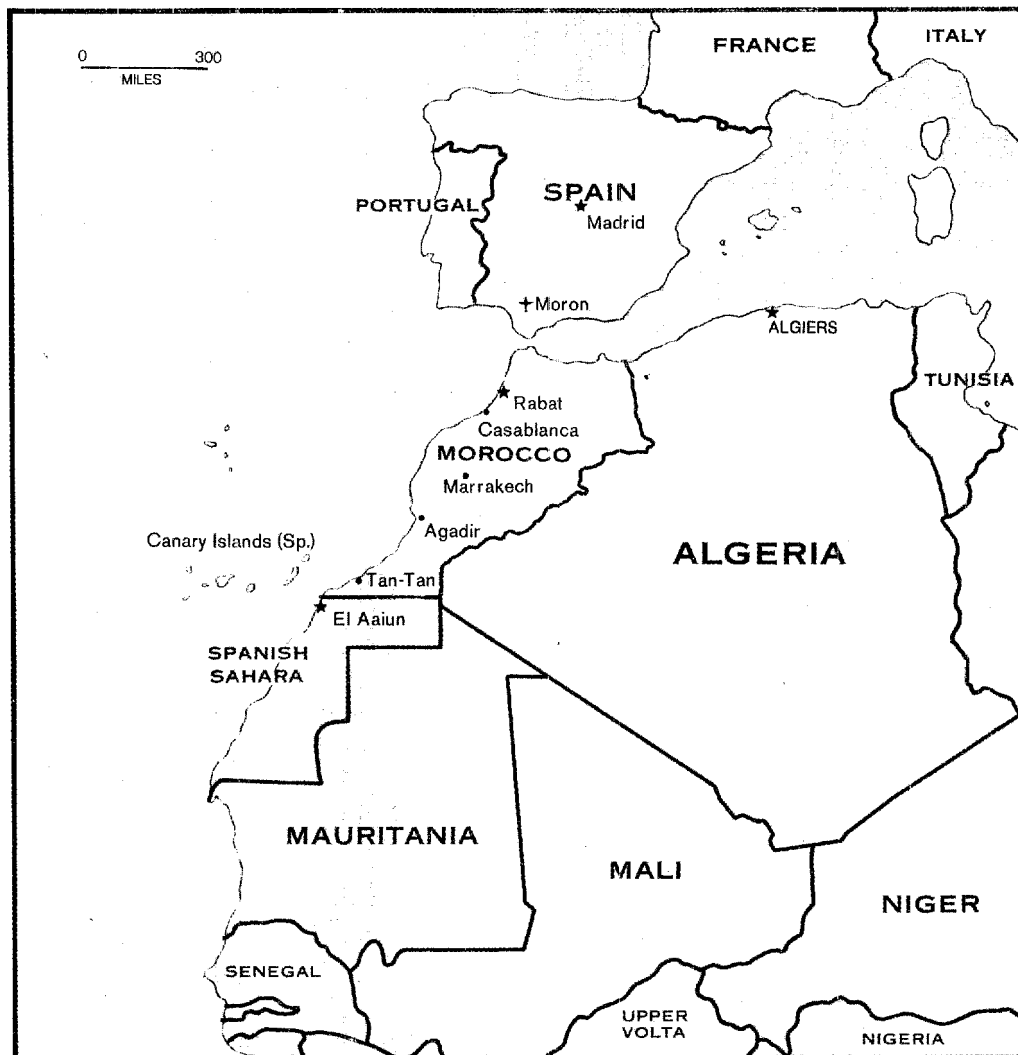 0 300
MILES
FRANCE
ITALY
PORTUGAL
SPAIN
Madrid
Moron
ALGIERS
TUNISIA
Rabat
Casablanca
MOROCCO
Marrakech
Agadir
Canary Islands (Sp.)
ALGERIA
Tan-Tan
El Aaiun
SPANISH
SAHARA
MAURITANIA
MALI
NIGER
SENEGAL
UPPER
VOLTA
NIGERIA